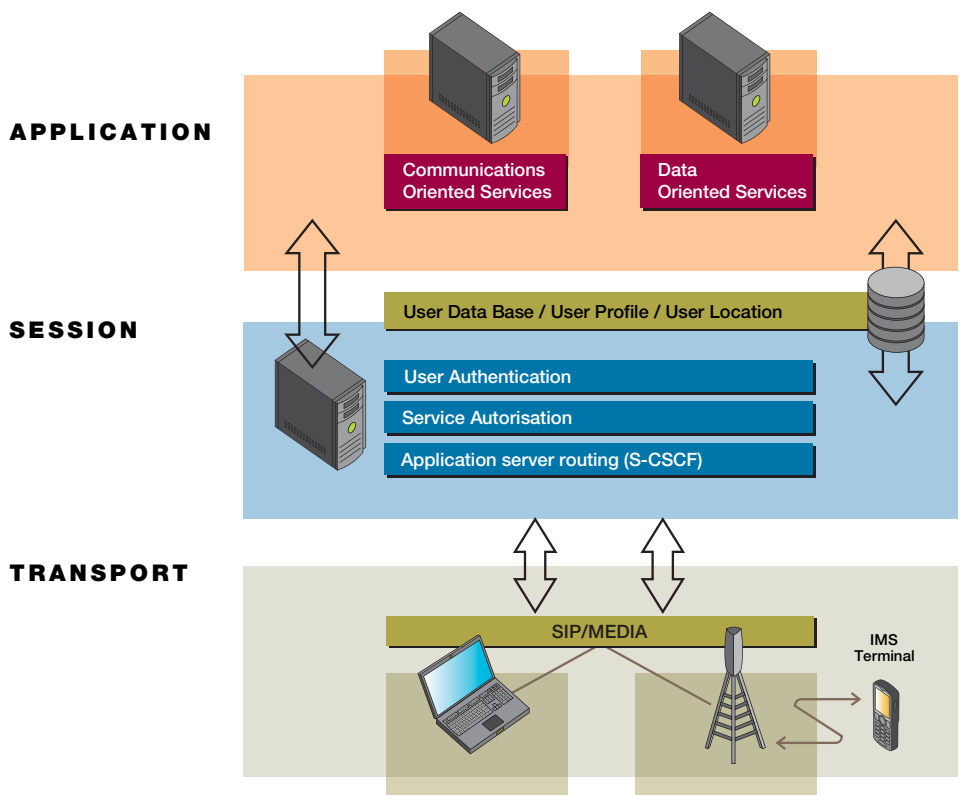 APPLICATION
Communications
Oriented Services
Data
Oriented Services
SESSION
User Data Base / User Profile / User Location
User Authentication
Service Autorisation
Application server routing (S-CSCF)
TRANSPORT
SIP/MEDIA
IMS
Terminal